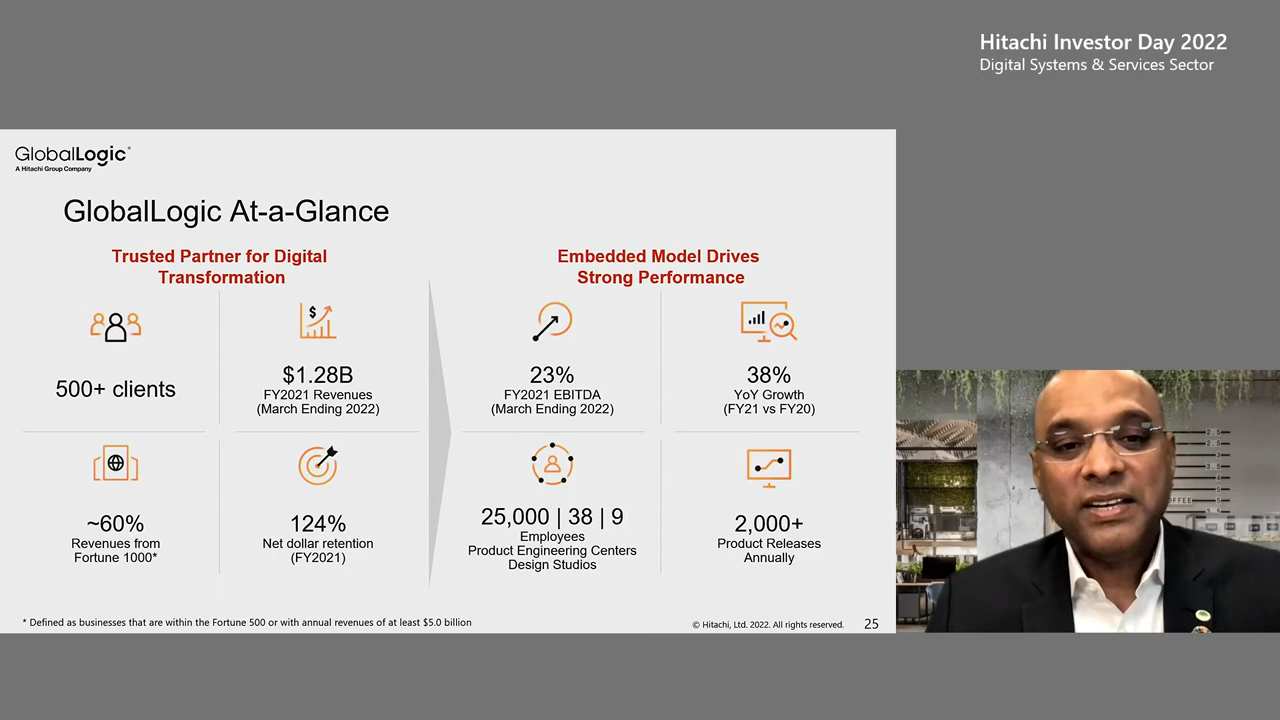 Hitachi Investor Day 2022
Digital Systems & Services Sector
GlobalLogic®
A Hitachi Group Company
GlobalLogic At-a-Glance
Trusted Partner for Digital
Transformation
500+ clients
$
$1.28B
FY2021 Revenues
(March Ending 2022)
~60%
Revenues from
Fortune 1000*
124%
Net dollar retention
(FY2021)
Embedded Model Drives
Strong Performance
23%
FY2021 EBITDA
(March Ending 2022)
38%
YoY Growth
(FY21 vs FY20)
25,000 | 38 | 9
Employees
Product Engineering Centers
Design Studios
2,000+
Product Releases
Annually
* Defined as businesses that are within the Fortune 500 or with annual revenues of at least $5.0 billion
© Hitachi, Ltd. 2022. All rights reserved.
25